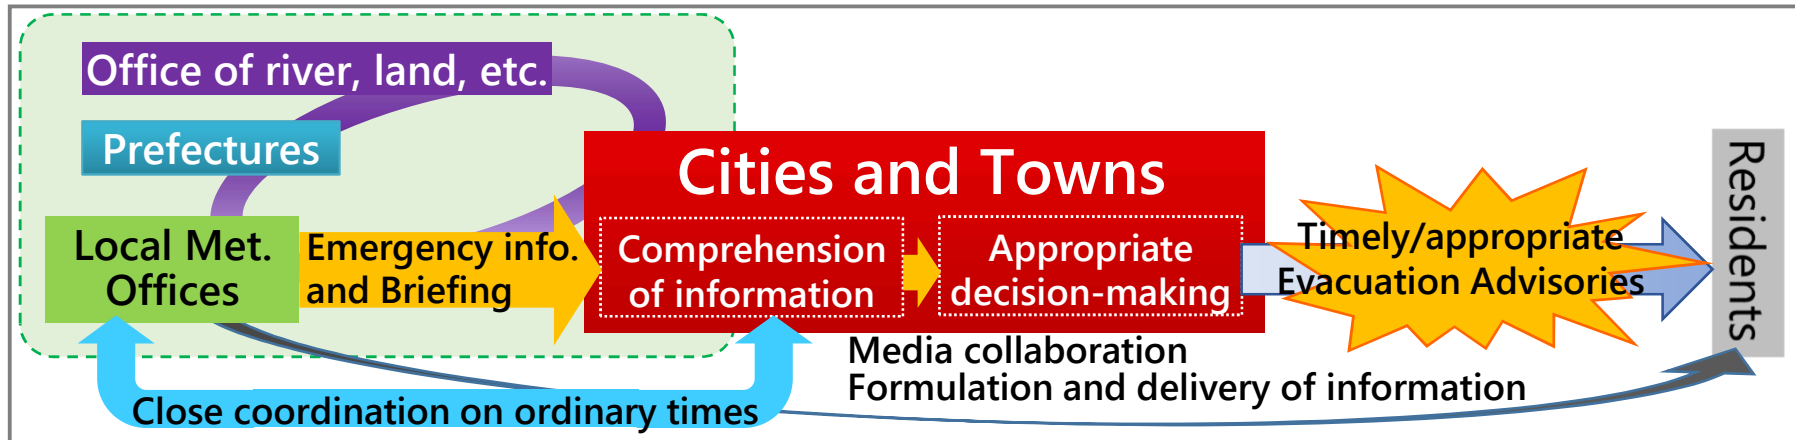 Office of river, land, etc.
Prefectures
Local Met.
Offices
Emergency info.
and Briefing
Cities and Towns
Comprehension
of information
Appropriate
decision-making
Timely/appropriate
Evacuation Advisories
Residents
Media collaboration
Formulation and delivery of information
Close coordination on ordinary times